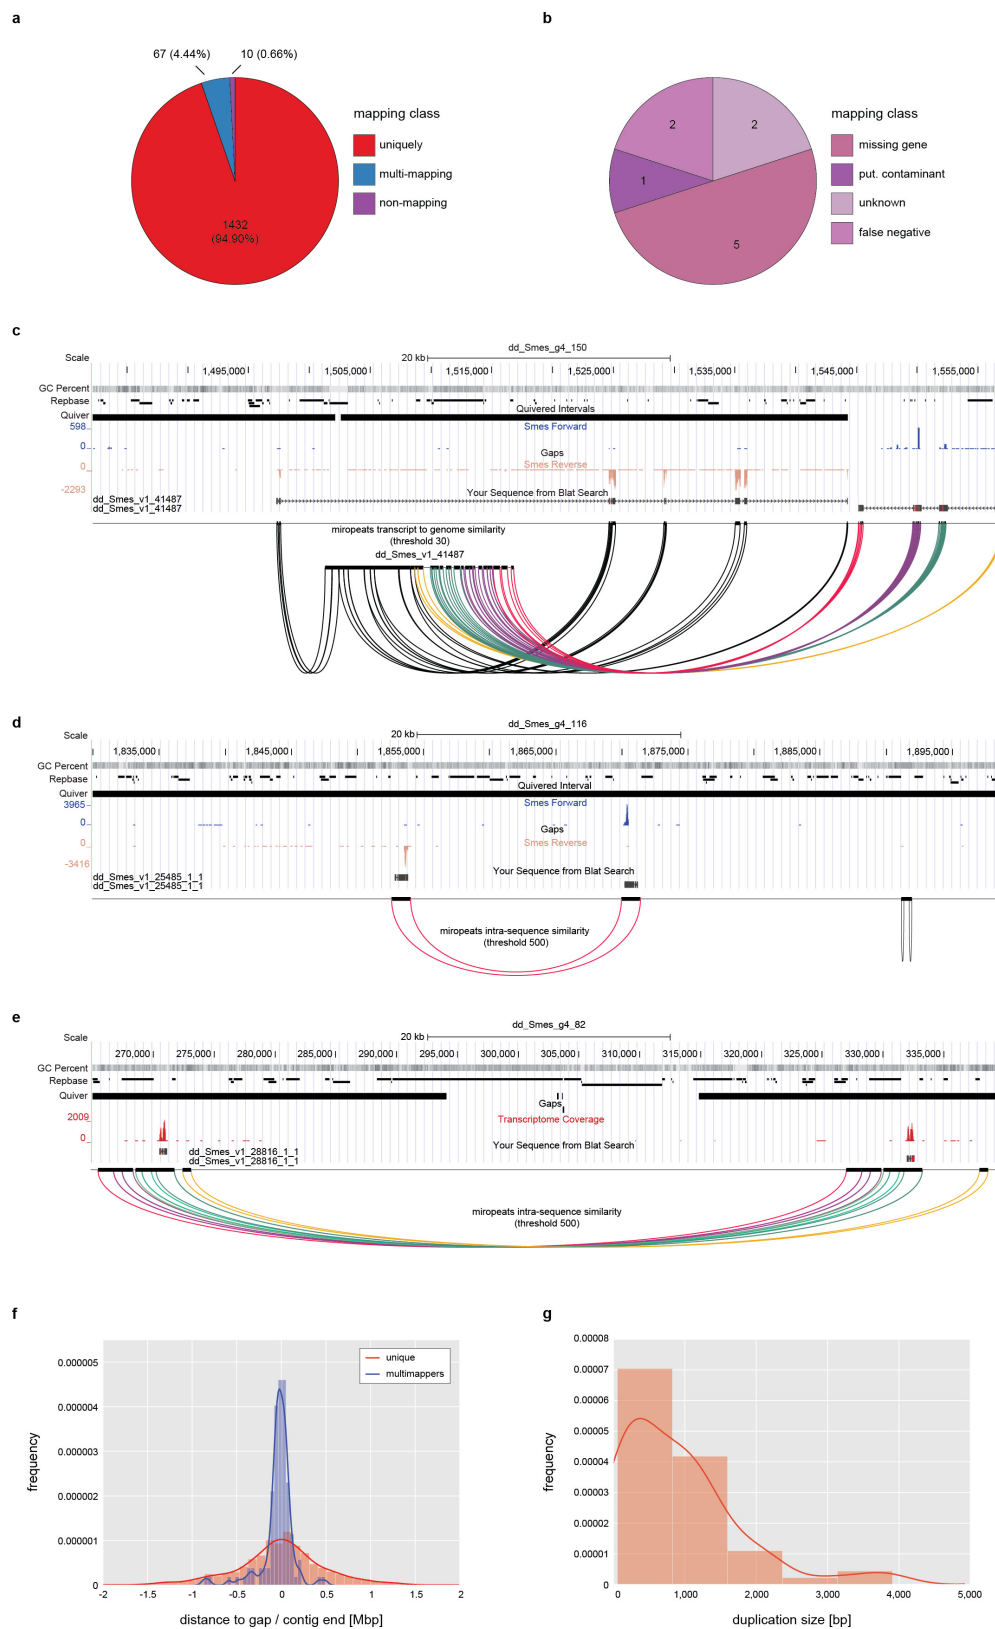 a
67 (4.44%)
10 (0.66%)
1432
(94.90%)
mapping class
uniquely
multi-mapping
non-mapping
b
2
2
1
5
mapping class
missing gene
put. contaminant
unknown
false negative
c
dd_Smes_g4_150
Scale
20 kb
1,495,000
1,505,000
1,515,000
1,525,000
1,535,000
1,545,000
1,555,000
GC Percent
Repbase
Quivered Intervals
Quiver
598
Smes Forward
0
Gaps
0
Smes Reverse
-2293
Your Sequence from Blat Search
dd_Smes_v1_41487
dd_Smes_v1_41487
miropeats transcript to genome similarity
(threshold 30)
dd_Smes_v1_41487
d
dd_Smes_g4_116
Scale
20 kb
1,835,000
1,845,000
1,855,000
1,865,000
1,875,000
1,885,000
1,895,000
GC Percent
Repbase
Quivered Interval
Quiver
3965
Smes Forward
0
Gaps
0
Smes Reverse
-3416
Your Sequence from Blat Search
dd_Smes_v1_25485_1_1
dd_Smes_v1_25485_1_1
miropeats intra-sequence similarity
(threshold 500)
e
dd_Smes_g4_82
Scale
20 kb
270,000
275,000
280,000
285,000
290,000
295,000
300,000
305,000
310,000
315,000
320,000
325,000
330,000
335,000
GC Percent
Repbase
Quiver
Gaps
2009
Transcriptome Coverage
0
Your Sequence from Blat Search
dd_Smes_v1_28816_1_1
dd_Smes_v1_28816_1_1
miropeats intra-sequence similarity
(threshold 500)
f
unique
multimappers
0.000005
0.000004
0.000003
0.000002
0.000001
0
frequency
-2
-1.5
-1
-0.5
0
0.5
1
1.5
2
distance to gap / contig end [Mbp]
g
0.00008
0.00007
0.00006
0.00005
0.00004
0.00003
0.00002
0.00001
0
frequency
0
1,000
2,000
3,000
4,000
5,000
duplication size [bp]